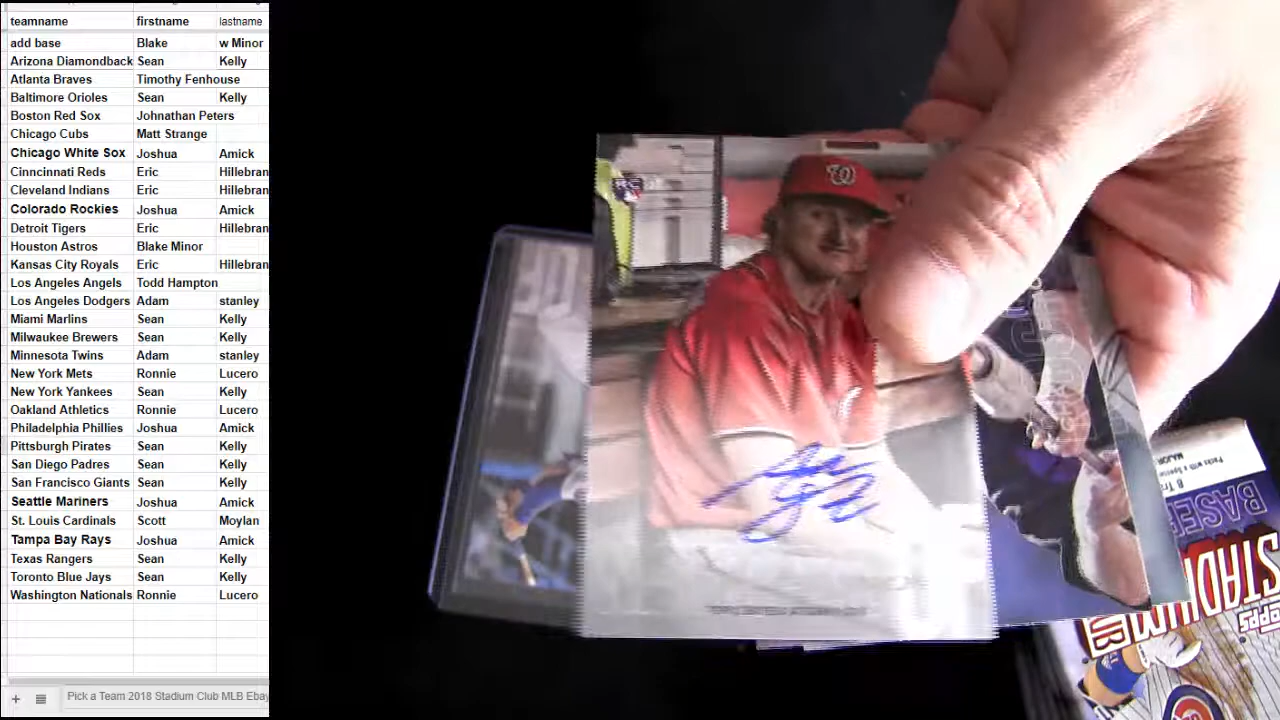 teamname firstname lastname
add base Blake w Minor
Arizona Diamondback Sean Kelly
Atlanta Braves Timothy Fenhouse
Baltimore Orioles Sean Kelly
Boston Red Sox Johnathan Peters
Chicago Cubs Matt Strange
Chicago White Sox Joshua Amick
Cinncinnati Reds Eric Hillebran
Cleveland Indians Eric Hillebran
Colorado Rockies Joshua Amick
Detroit Tigers Eric Hillebran
Houston Astros Blake Minor
Kansas City Royals Eric Hillebran
Los Angeles Angels Todd Hampton
Los Angeles Dodgers Adam stanley
Miami Marlins Sean Kelly
Milwaukee Brewers Sean Kelly
Minnesota Twins Adam stanley
New York Mets Ronnie Lucero
New York Yankees Sean Kelly
Oakland Athletics Ronnie Lucero
Philadelphia Phillies Joshua Amick
Pittsburgh Pirates Sean Kelly
San Diego Padres Sean Kelly
San Francisco Giants Sean Kelly
Seattle Mariners Joshua Amick
St. Louis Cardinals Scott Moylan
Tampa Bay Rays Joshua Amick
Texas Rangers Sean Kelly
Toronto Blue Jays Sean Kelly
Washington Nationals Ronnie Lucero
Pick a Team 2018 Stadium Club MLB Ebay
W
MAJOR
BASEB
STADIUM
UB
topps